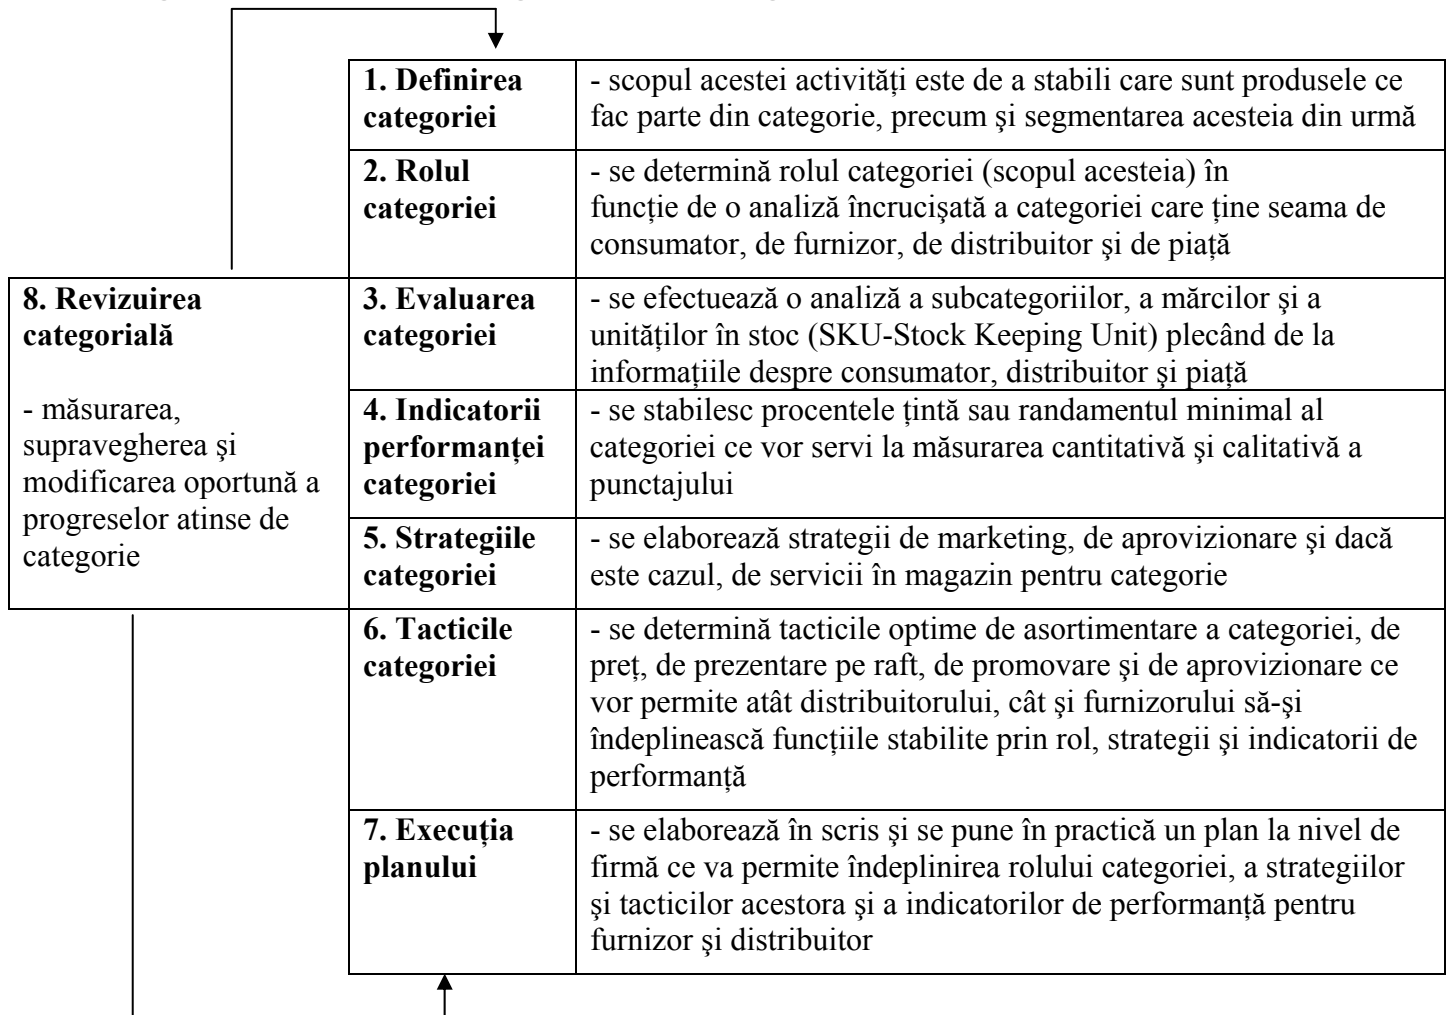 1. Definirea
categoriei
- scopul acestei activităţi este de a stabili care sunt produsele ce
fac parte din categorie, precum şi segmentarea acesteia din urmă
2. Rolul
categoriei
- se determină rolul categoriei (scopul acesteia) în
funcţie de o analiză încrucişată a categoriei care ţine seama de
consumator, de furnizor, de distribuitor şi de piaţă
8. Revizuirea
categorială
- măsurarea,
supravegherea şi
modificarea oportună a
progreselor atinse de
categorie
3. Evaluarea
categoriei
- se efectuează o analiză a subcategoriilor, a mărcilor şi a
unităţilor în stoc (SKU-Stock Keeping Unit) plecând de la
informaţiile despre consumator, distribuitor şi piaţă
4. Indicatorii
performanţei
categoriei
- se stabilesc procentele ţintă sau randamentul minimal al
categoriei ce vor servi la măsurarea cantitativă şi calitativă a
punctajului
5. Strategiile
categoriei
- se elaborează strategii de marketing, de aprovizionare şi dacă
este cazul, de servicii în magazin pentru categorie
6. Tacticile
categoriei
- se determină tacticile optime de asortimentare a categoriei, de
preţ, de prezentare pe raft, de promovare şi de aprovizionare ce
vor permite atât distribuitorului, cât şi furnizorului să-şi
îndeplinească funcţiile stabilite prin rol, strategii şi indicatorii de
performanţă
7. Execuţia
planului
- se elaborează în scris şi se pune în practică un plan la nivel de
firmă ce va permite îndeplinirea rolului categoriei, a strategiilor
şi tacticilor acestora şi a indicatorilor de performanţă pentru
furnizor şi distribuitor